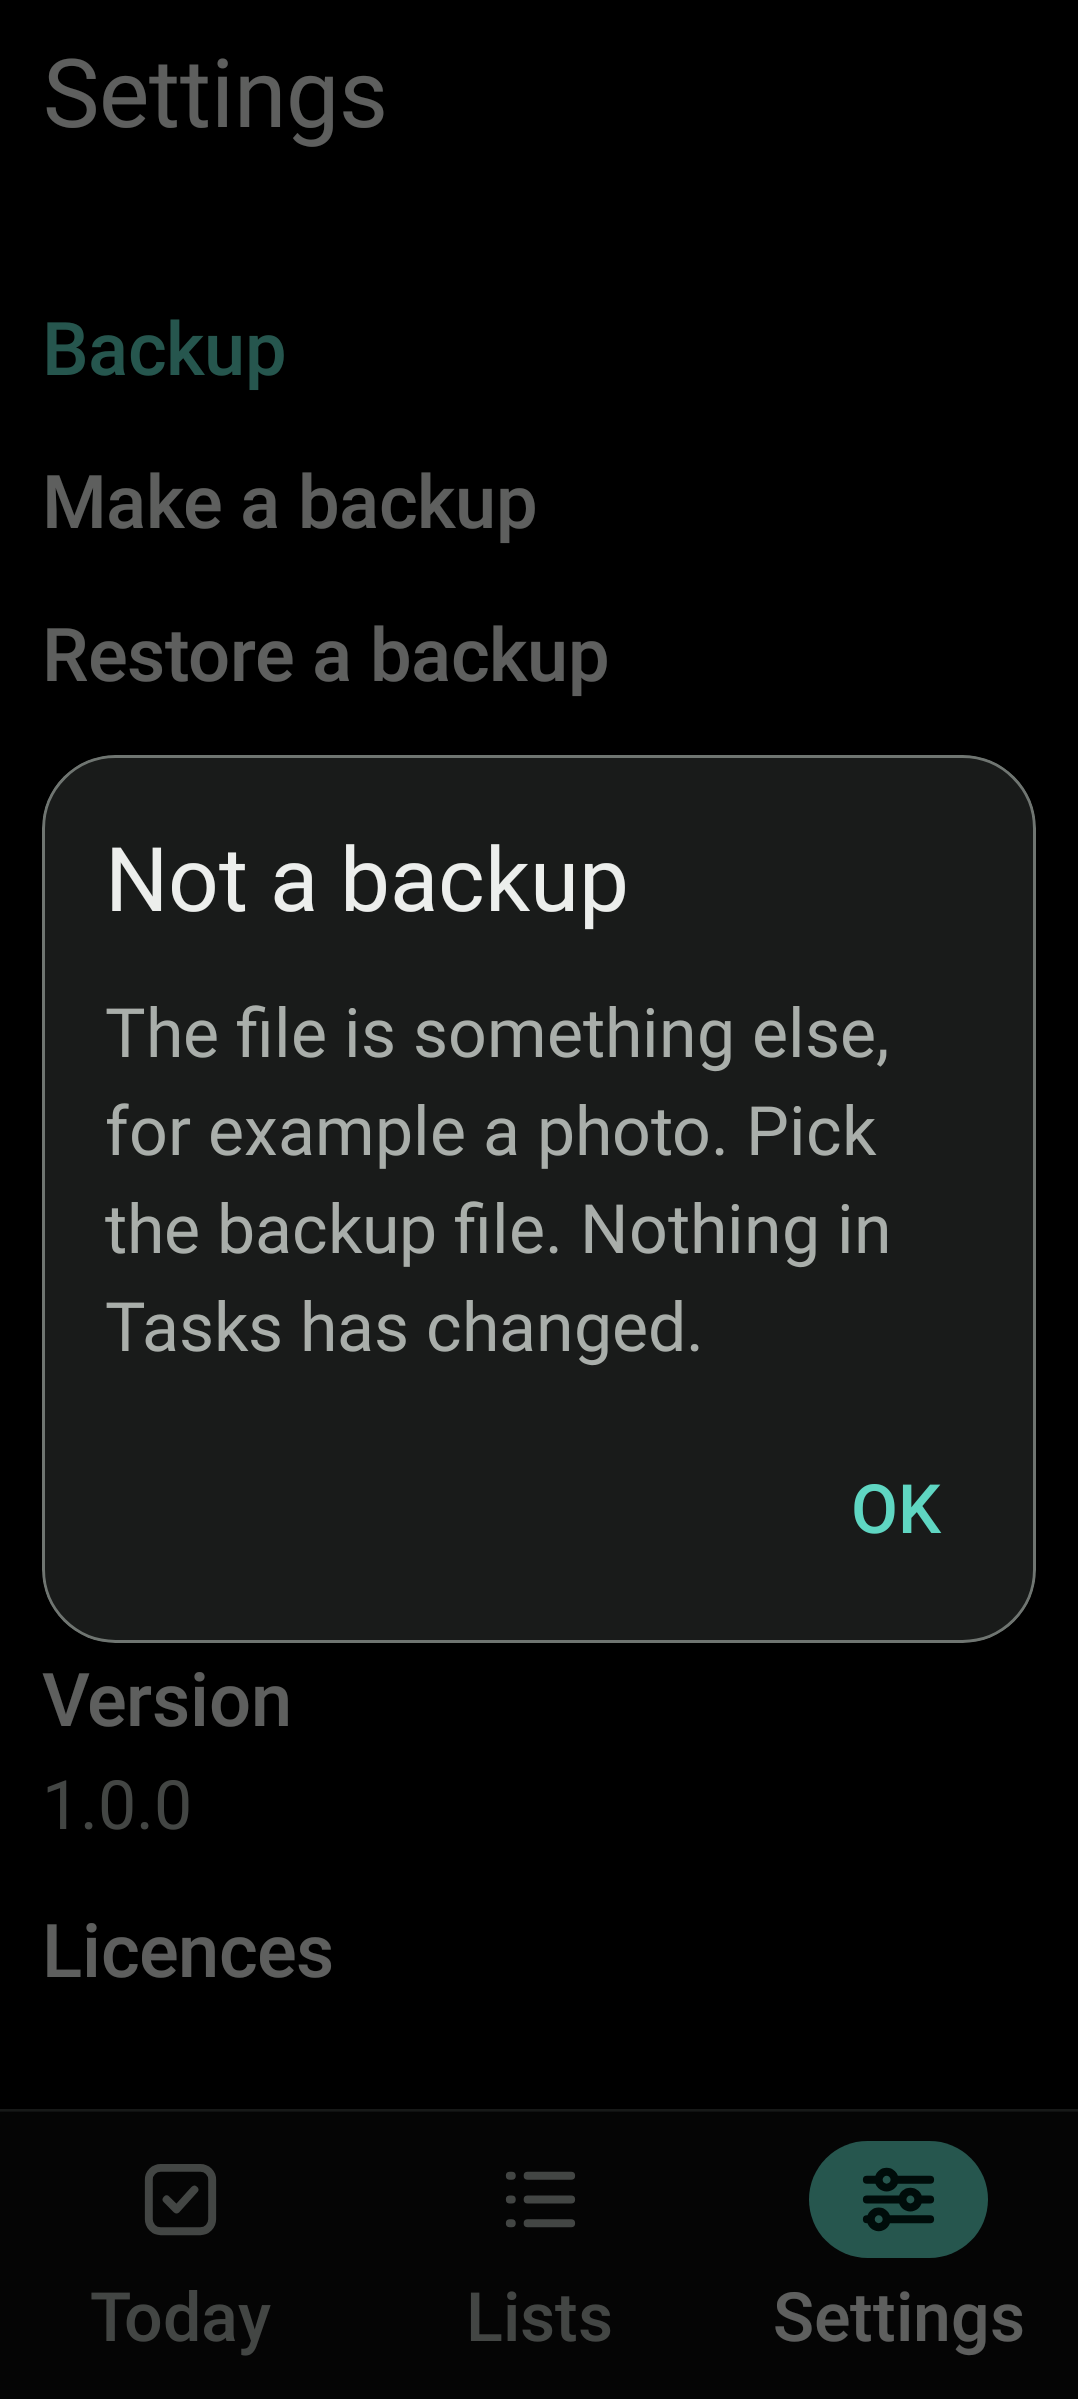 Settings
Backup
Make a backup
Restore a backup
Not a backup
The file is something else,
for example a photo. Pick
the backup file. Nothing in
Tasks has changed.
OK
Version
1.0.0
Licences
Today
Lists
Settings